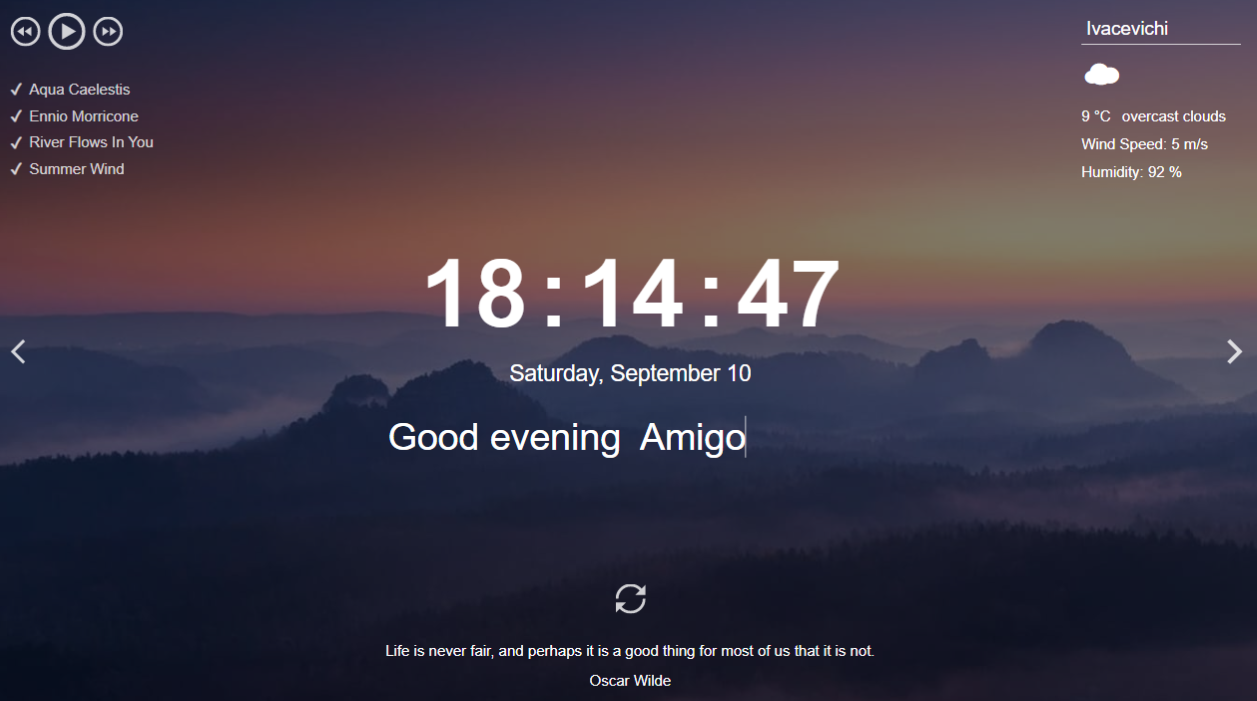 Aqua Caelestis
Ennio Morricone
River Flows In You
Summer Wind
Ivacevichi
9 °C overcast clouds
Wind Speed: 5 m/s
Humidity: 92 %
18:14:47
Saturday, September 10
Good evening Amigo
Life is never fair, and perhaps it is a good thing for most of us that it is not.
Oscar Wilde